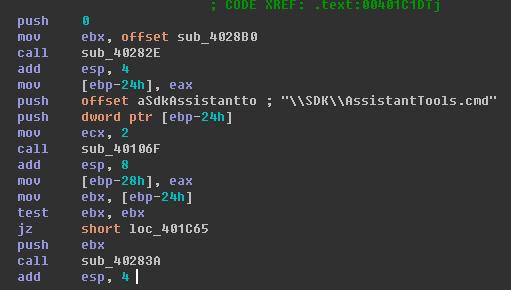 ; CODE XREF: .text:00401C1DTj
push 0
mov ebx, offset sub_4028B0
call sub_40282E
add esp, 4
mov [ebp-24h], eax
push offset aSdkAssistantto ; "\\SDK\\AssistantTools.cmd"
push dword ptr [ebp-24h]
mov ecx, 2
call sub_40106F
add esp, 8
mov [ebp-28h], eax
mov ebx, [ebp-24h]
test ebx, ebx
jz short loc_401C65
push ebx
call sub_40283A
add esp, 4